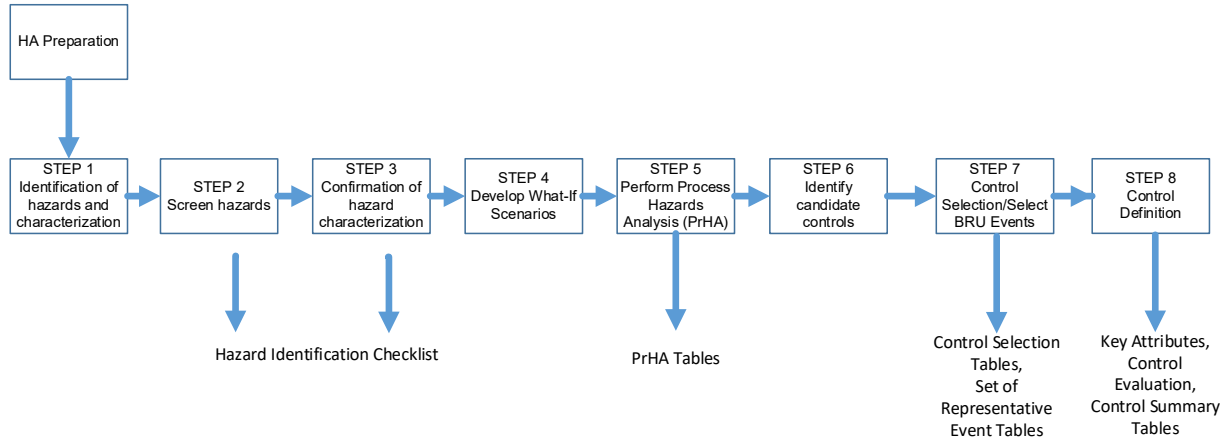 HA Preparation
STEP 1
Identification of
hazards and
characterization
STEP 2
Screen hazards
STEP 3
Confirmation of
hazard
characterization
STEP 4
Develop What-If
Scenarios
STEP 5
Perform Process
Hazards
Analysis (PrHA)
STEP 6
Identify
candidate
controls
STEP 7
Control
Selection/Select
BRU Events
STEP 8
Control
Definition
Hazard Identification Checklist
PrHA Tables
Control Selection
Tables,
Set of
Representative
Event Tables
Key Attributes,
Control
Evaluation,
Control Summary
Tables